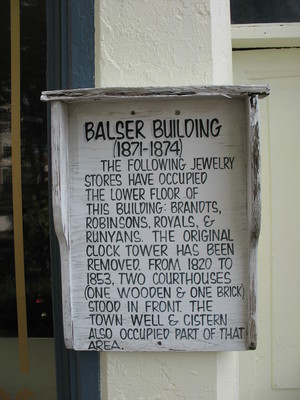 BALSER BUILDING
(1871-1874)
THE FOLLOWING JEWELRY
STORES HAVE OCCUPIED
THE LOWER FLOOR OF
THIS BUILDING: BRANDTS,
ROBINSONS, ROYALS, &
RUNYANS. THE ORIGINAL
CLOCK TOWER HAS BEEN
REMOVED. FROM 1820 TO
1853, TWO COURTHOUSES
(ONE WOODEN & ONE BRICK)
STOOD IN FRONT. THE
TOWN WELL & CISTERN
ALSO OCCUPIED PART OF THAT
AREA.